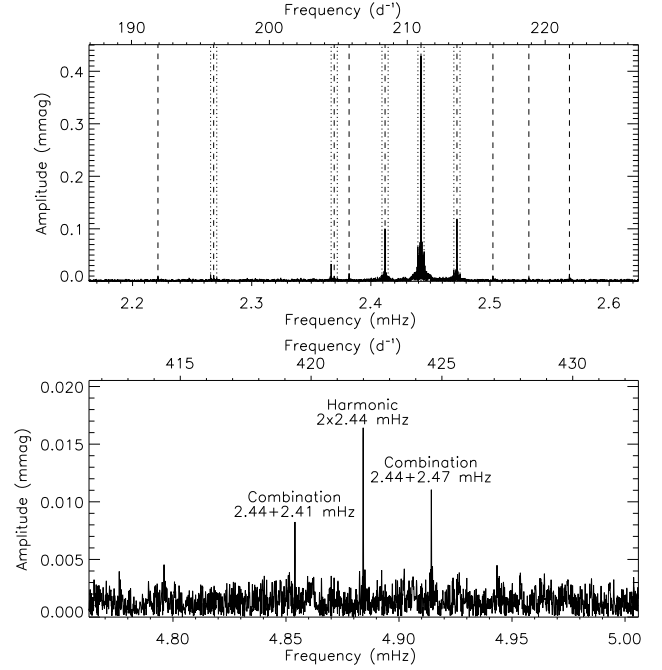 Frequency (d⁻¹)
190 200 210 220
0.4
0.3
0.2
0.1
0.0
Amplitude (mmag)
2.2 2.3 2.4 2.5 2.6
Frequency (mHz)
Frequency (d⁻¹)
415 420 425 430
0.020
0.015
0.010
0.005
0.000
Amplitude (mmag)
Harmonic
2x2.44 mHz
Combination
2.44+2.47 mHz
Combination
2.44+2.41 mHz
4.80 4.85 4.90 4.95 5.00
Frequency (mHz)